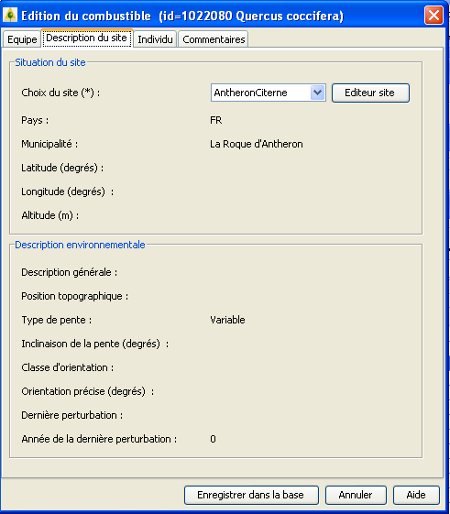 Edition du combustible (id=1022080 Quercus coccifera)
Equipe Description du site Individu Commentaires
Situation du site
Choix du site (*) : AntheronCiterne Editeur site
Pays : FR
Municipalité : La Roque d'Antheron
Latitude (degrés) :
Longitude (degrés) :
Altitude (m) :
Description environnementale
Description générale :
Position topographique :
Type de pente : Variable
Inclinaison de la pente (degrés) :
Classe d'orientation :
Orientation précise (degrés) :
Dernière perturbation :
Année de la dernière perturbation : 0
Enregistrer dans la base Annuler Aide